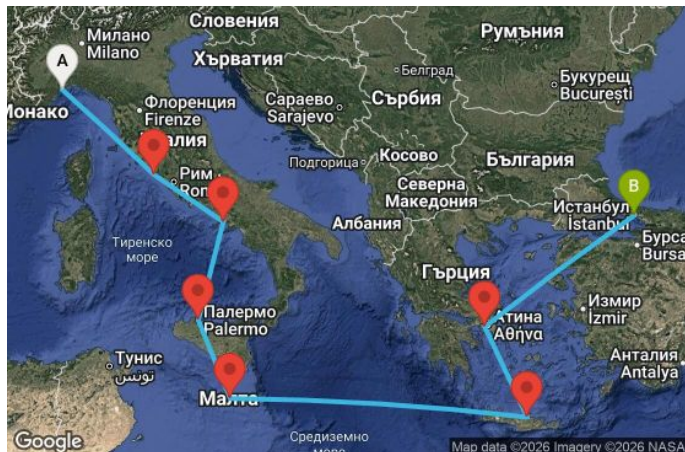 Словения
Милано
Milano
Румъния
Хърватия
Белград
Букурещ
București
A
Монако
Флоренция
Firenze
Сараево
Sarajevo
Сърбия
Подгорица
Косово
България
Рим
Северна
Македония
B
Истанбул
İstanbul
Албания
Бурса
Bursa
Тиренско
море
Гърция
Палермо
Palermo
Атина
Αθήνα
Измир
İzmir
Тунис
تونس
Анталия
Antalya
Малта
Средиземно
Google
Map data ©2026 Imagery ©2026 NASA